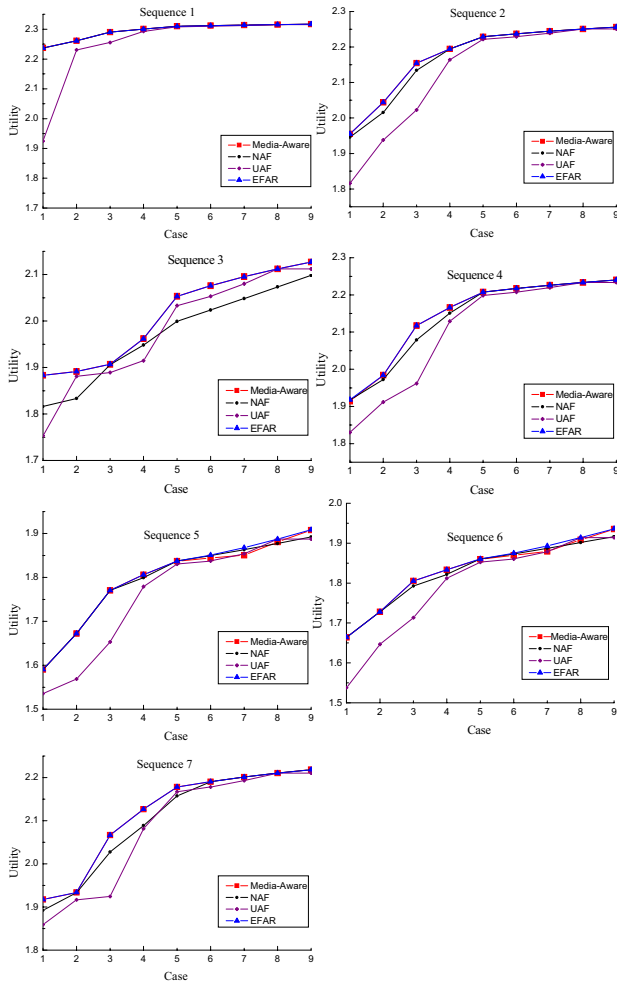 Sequence 1
Utility
2.3
2.2
2.1
2.0
1.9
1.8
1.7
1 2 3 4 5 6 7 8 9
Case
Media-Aware
NAF
UAF
EFAR
Sequence 2
Utility
2.3
2.2
2.1
2.0
1.9
1.8
1 2 3 4 5 6 7 8 9
Case
Media-Aware
NAF
UAF
EFAR
Sequence 3
Utility
2.1
2.0
1.9
1.8
1.7
1 2 3 4 5 6 7 8 9
Case
Media-Aware
NAF
UAF
EFAR
Sequence 4
Utility
2.3
2.2
2.1
2.0
1.9
1.8
1 2 3 4 5 6 7 8 9
Case
Media-Aware
NAF
UAF
EFAR
Sequence 5
Utility
1.9
1.8
1.7
1.6
1.5
1 2 3 4 5 6 7 8 9
Case
Media-Aware
NAF
UAF
EFAR
Sequence 6
Utility
2.0
1.9
1.8
1.7
1.6
1.5
1 2 3 4 5 6 7 8 9
Case
Media-Aware
NAF
UAF
EFAR
Sequence 7
Utility
2.2
2.1
2.0
1.9
1.8
1 2 3 4 5 6 7 8 9
Case
Media-Aware
NAF
UAF
EFAR